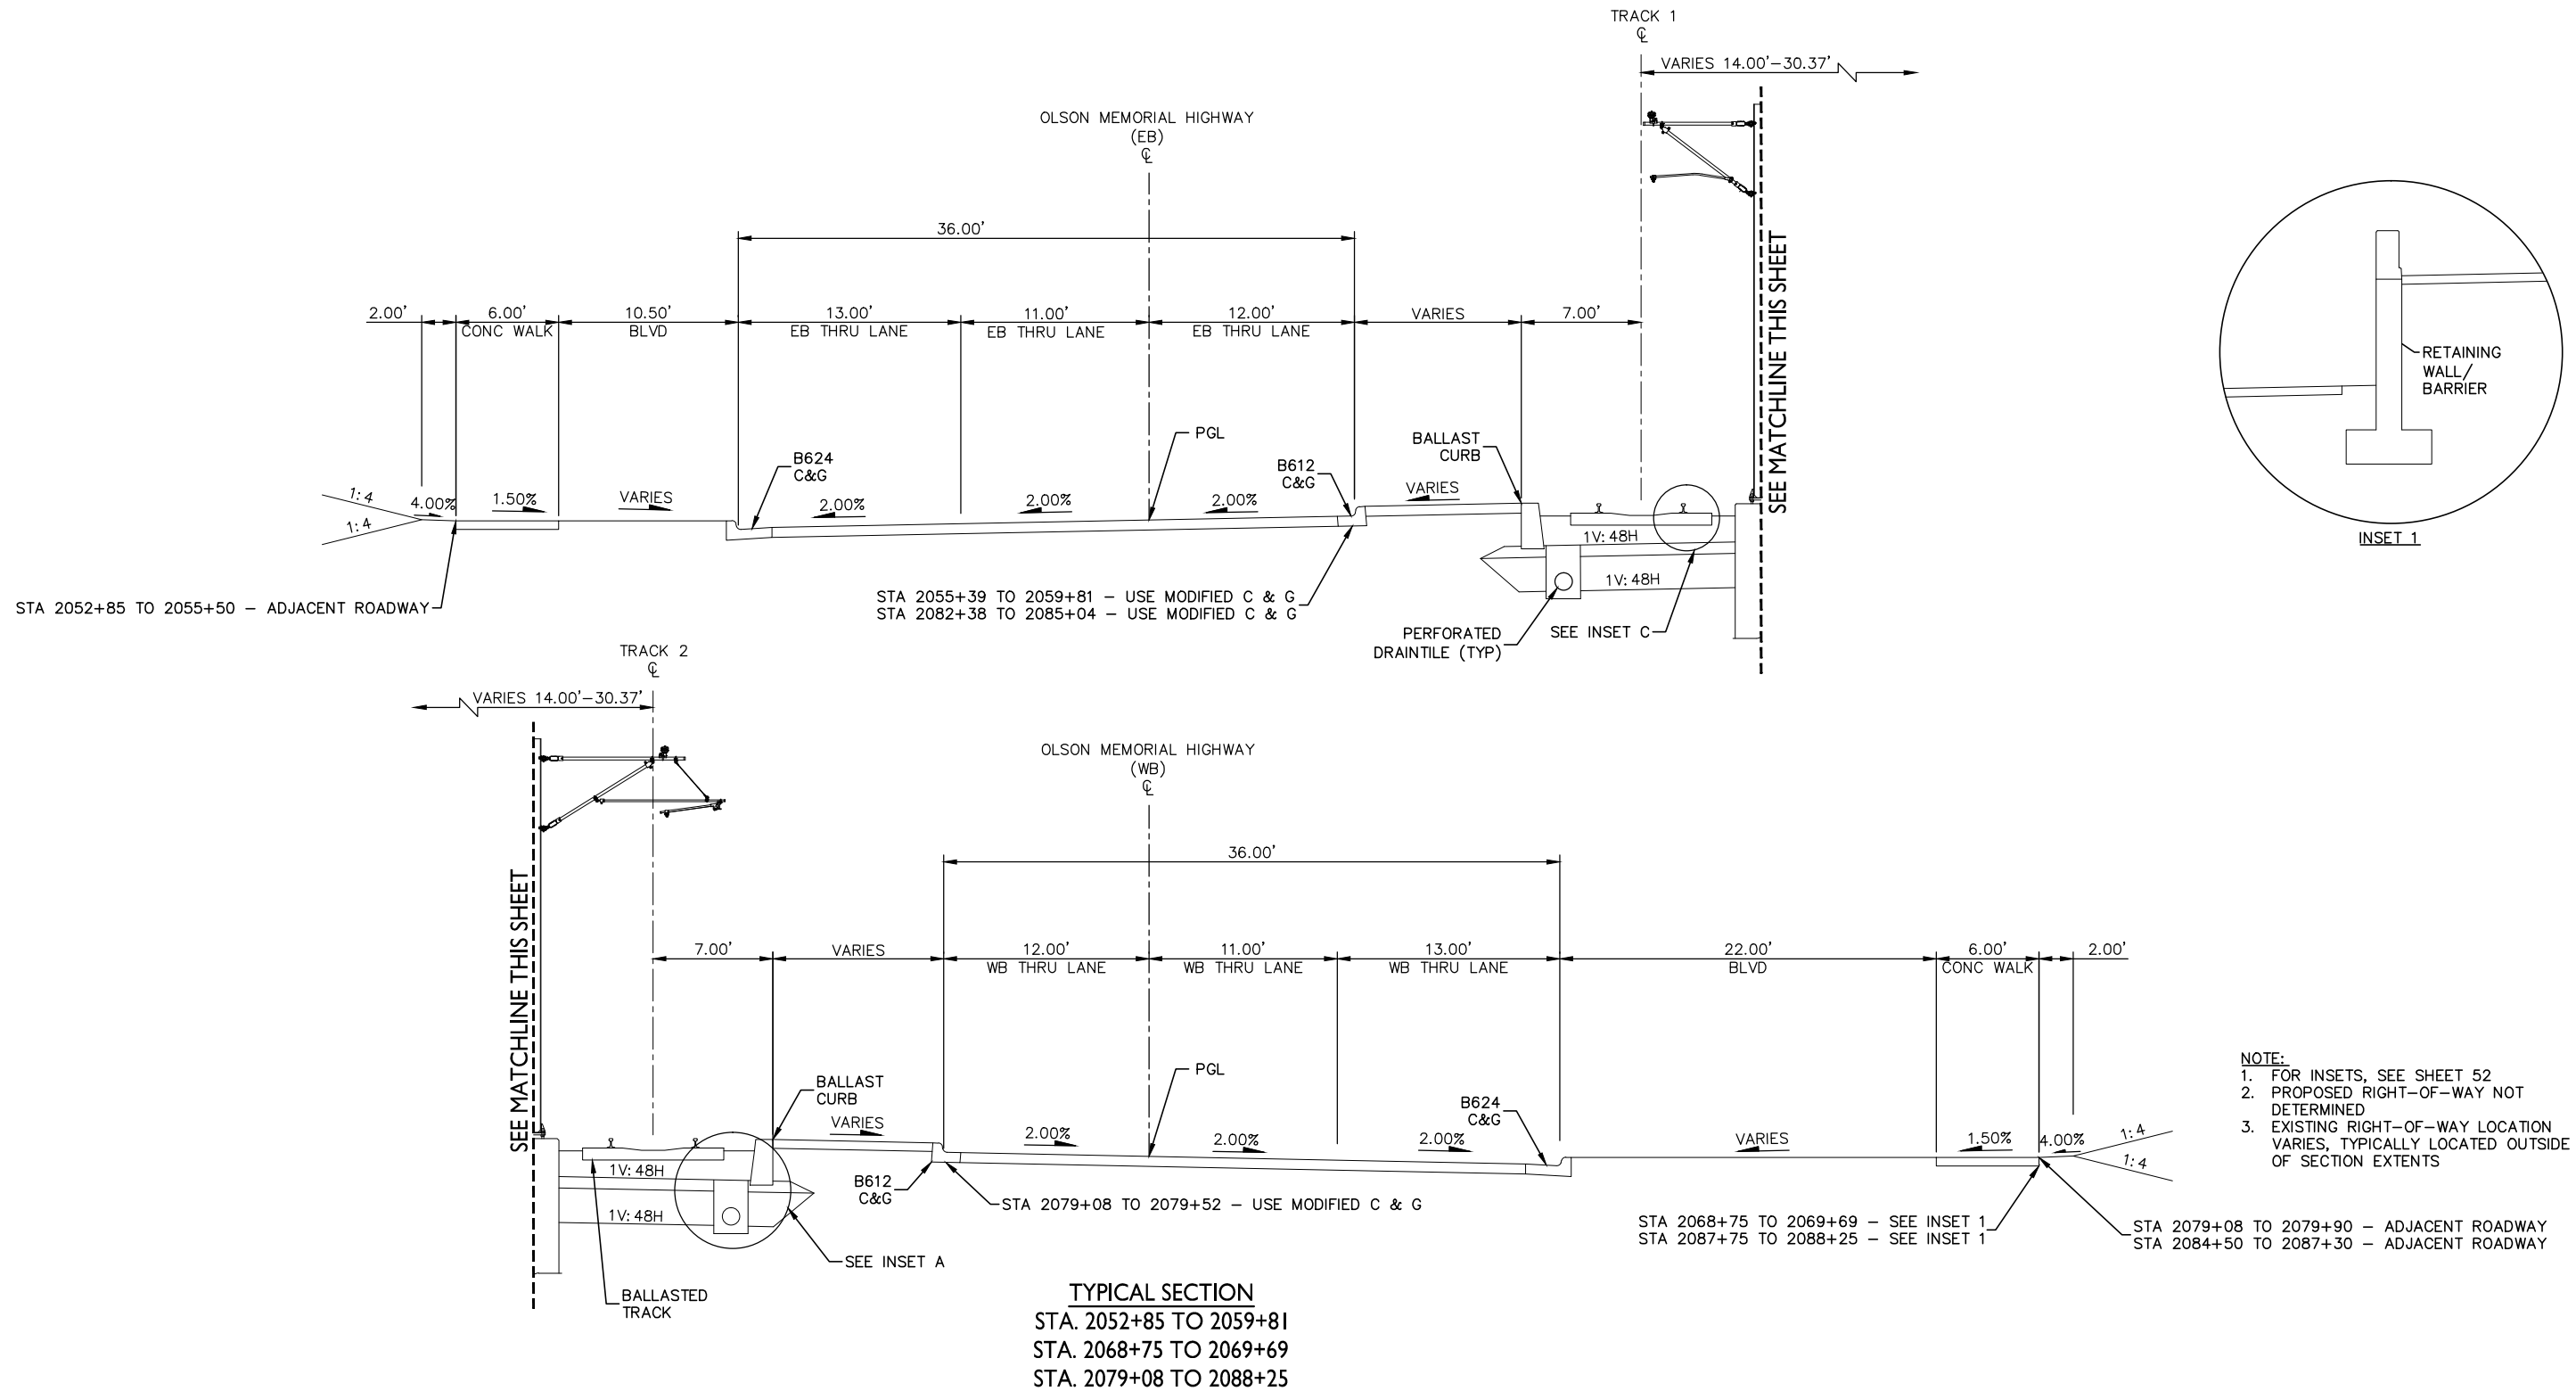 TRACK 1
℄
VARIES 14.00'-30.37'
OLSON MEMORIAL HIGHWAY
(EB)
℄
36.00'
2.00'
6.00'
CONC WALK
10.50'
BLVD
13.00'
EB THRU LANE
11.00'
EB THRU LANE
12.00'
EB THRU LANE
VARIES
7.00'
SEE MATCHLINE THIS SHEET
RETAINING
WALL/
BARRIER
INSET 1
PGL
B624
C&G
B612
C&G
BALLAST
CURB
1:4
1:4
4.00%
1.50%
VARIES
2.00%
2.00%
2.00%
VARIES
1V:48H
1V:48H
STA 2052+85 TO 2055+50 – ADJACENT ROADWAY
STA 2055+39 TO 2059+81 – USE MODIFIED C & G
STA 2082+38 TO 2085+04 – USE MODIFIED C & G
PERFORATED
DRAINTILE (TYP)
SEE INSET C
TRACK 2
℄
VARIES 14.00'-30.37'
OLSON MEMORIAL HIGHWAY
(WB)
℄
36.00'
SEE MATCHLINE THIS SHEET
7.00'
VARIES
12.00'
WB THRU LANE
11.00'
WB THRU LANE
13.00'
WB THRU LANE
22.00'
BLVD
6.00'
CONC WALK
2.00'
PGL
BALLAST
CURB
VARIES
B624
C&G
2.00%
2.00%
2.00%
VARIES
1.50%
4.00%
1:4
1:4
1V:48H
1V:48H
B612
C&G
STA 2079+08 TO 2079+52 – USE MODIFIED C & G
SEE INSET A
BALLASTED
TRACK
STA 2068+75 TO 2069+69 – SEE INSET 1
STA 2087+75 TO 2088+25 – SEE INSET 1
STA 2079+08 TO 2079+90 – ADJACENT ROADWAY
STA 2084+50 TO 2087+30 – ADJACENT ROADWAY
NOTE:
1. FOR INSETS, SEE SHEET 52
2. PROPOSED RIGHT-OF-WAY NOT
DETERMINED
3. EXISTING RIGHT-OF-WAY LOCATION
VARIES, TYPICALLY LOCATED OUTSIDE
OF SECTION EXTENTS
TYPICAL SECTION
STA. 2052+85 TO 2059+81
STA. 2068+75 TO 2069+69
STA. 2079+08 TO 2088+25